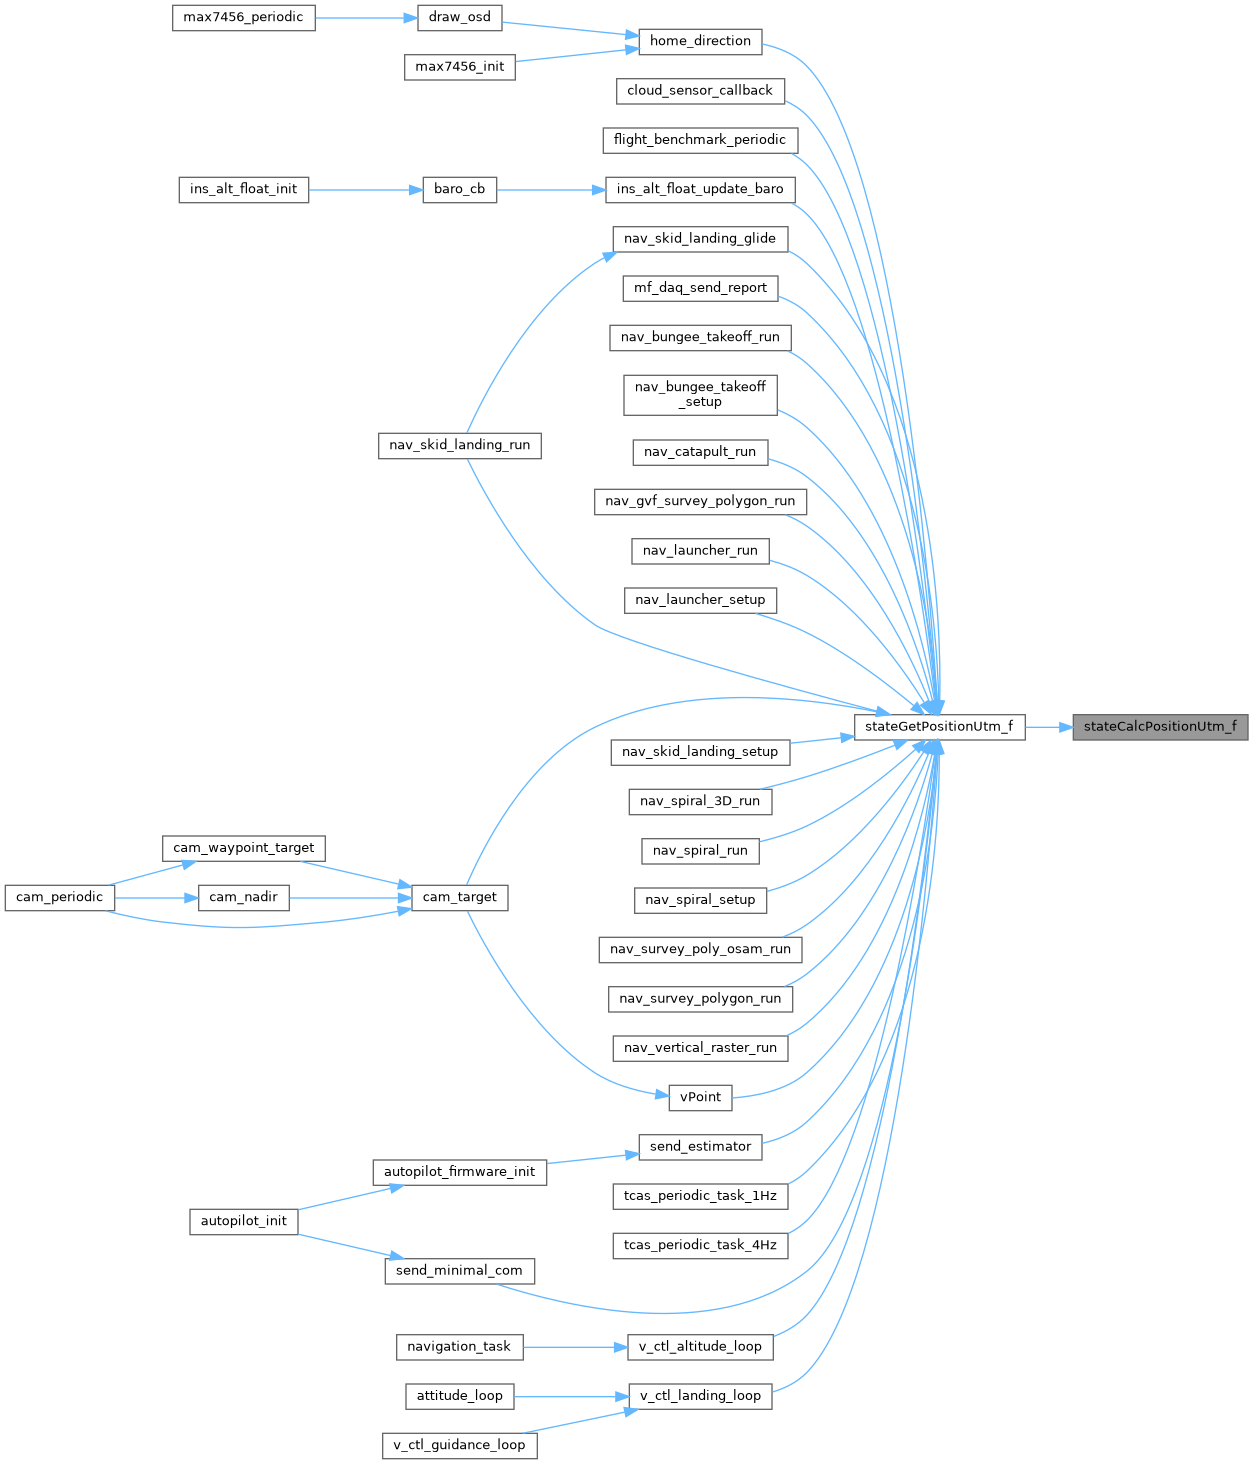 max7456_periodic
draw_osd
home_direction
max7456_init
cloud_sensor_callback
flight_benchmark_periodic
ins_alt_float_init
baro_cb
ins_alt_float_update_baro
nav_skid_landing_glide
mf_daq_send_report
nav_bungee_takeoff_run
nav_bungee_takeoff
_setup
nav_skid_landing_run
nav_catapult_run
nav_gvf_survey_polygon_run
nav_launcher_run
nav_launcher_setup
stateGetPositionUtm_f
stateCalcPositionUtm_f
nav_skid_landing_setup
nav_spiral_3D_run
cam_waypoint_target
nav_spiral_run
cam_periodic
cam_nadir
cam_target
nav_spiral_setup
nav_survey_poly_osam_run
nav_survey_polygon_run
nav_vertical_raster_run
vPoint
send_estimator
autopilot_firmware_init
tcas_periodic_task_1Hz
autopilot_init
tcas_periodic_task_4Hz
send_minimal_com
navigation_task
v_ctl_altitude_loop
attitude_loop
v_ctl_landing_loop
v_ctl_guidance_loop